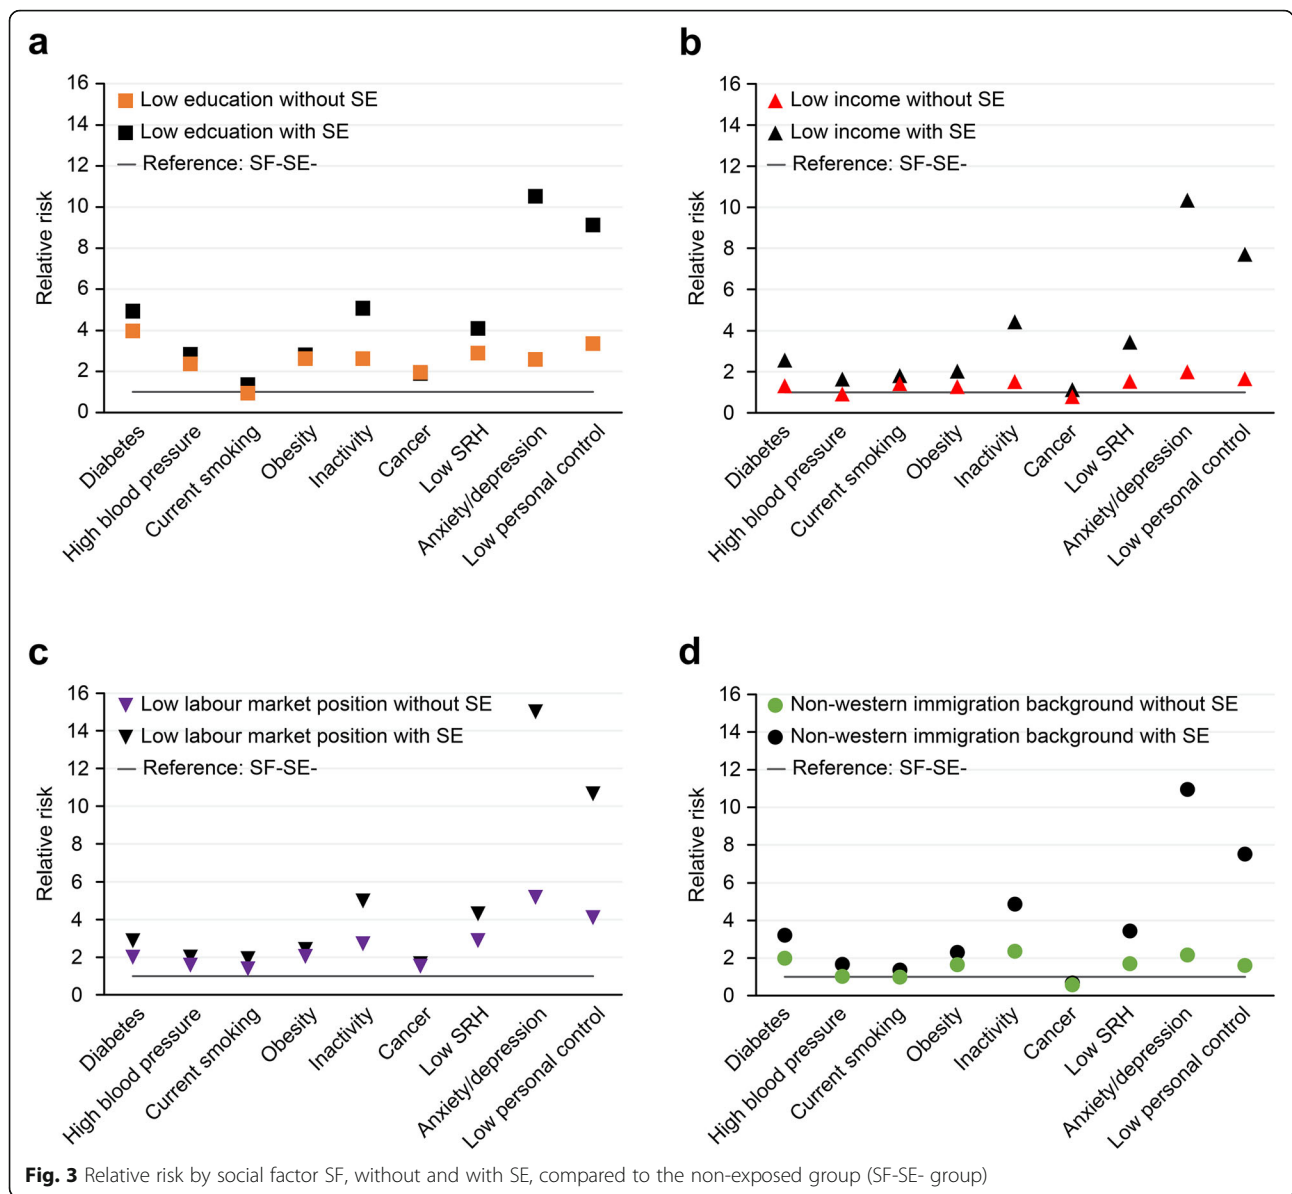 a
16
14
12
10
8
6
4
2
0
Relative risk
Low education without SE
Low edcuation with SE
Reference: SF-SE-
Diabetes
High blood pressure
Current smoking
Obesity
Inactivity
Cancer
Low SRH
Anxiety/depression
Low personal control
b
16
14
12
10
8
6
4
2
0
Relative risk
Low income without SE
Low income with SE
Reference: SF-SE-
Diabetes
High blood pressure
Current smoking
Obesity
Inactivity
Cancer
Low SRH
Anxiety/depression
Low personal control
c
16
14
12
10
8
6
4
2
0
Relative risk
Low labour market position without SE
Low labour market position with SE
Reference: SF-SE-
Diabetes
High blood pressure
Current smoking
Obesity
Inactivity
Cancer
Low SRH
Anxiety/depression
Low personal control
d
16
14
12
10
8
6
4
2
0
Relative risk
Non-western immigration background without SE
Non-western immigration background with SE
Reference: SF-SE-
Diabetes
High blood pressure
Current smoking
Obesity
Inactivity
Cancer
Low SRH
Anxiety/depression
Low personal control
Fig. 3 Relative risk by social factor SF, without and with SE, compared to the non-exposed group (SF-SE- group)